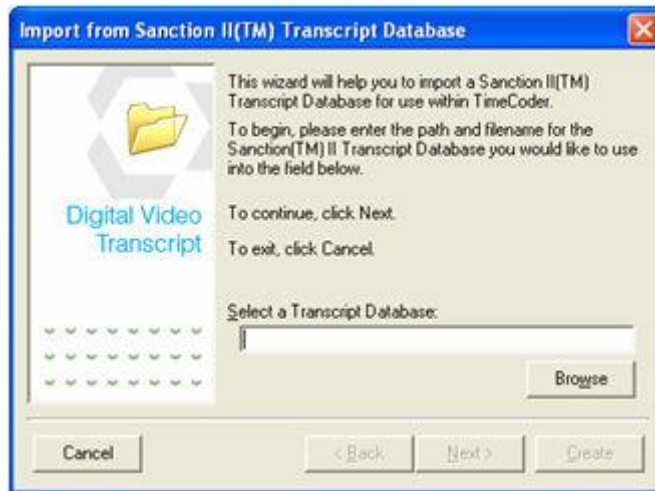 Import from Sanction II(TM) Transcript Database
This wizard will help you to import a Sanction II(TM)
Transcript Database for use within TimeCoder.
To begin, please enter the path and filename for the
Sanction(TM) II Transcript Database you would like to use
into the field below.
Digital Video
Transcript
To continue, click Next.
To exit, click Cancel.
Select a Transcript Database:
Browse
Cancel
< Back
Next >
Create